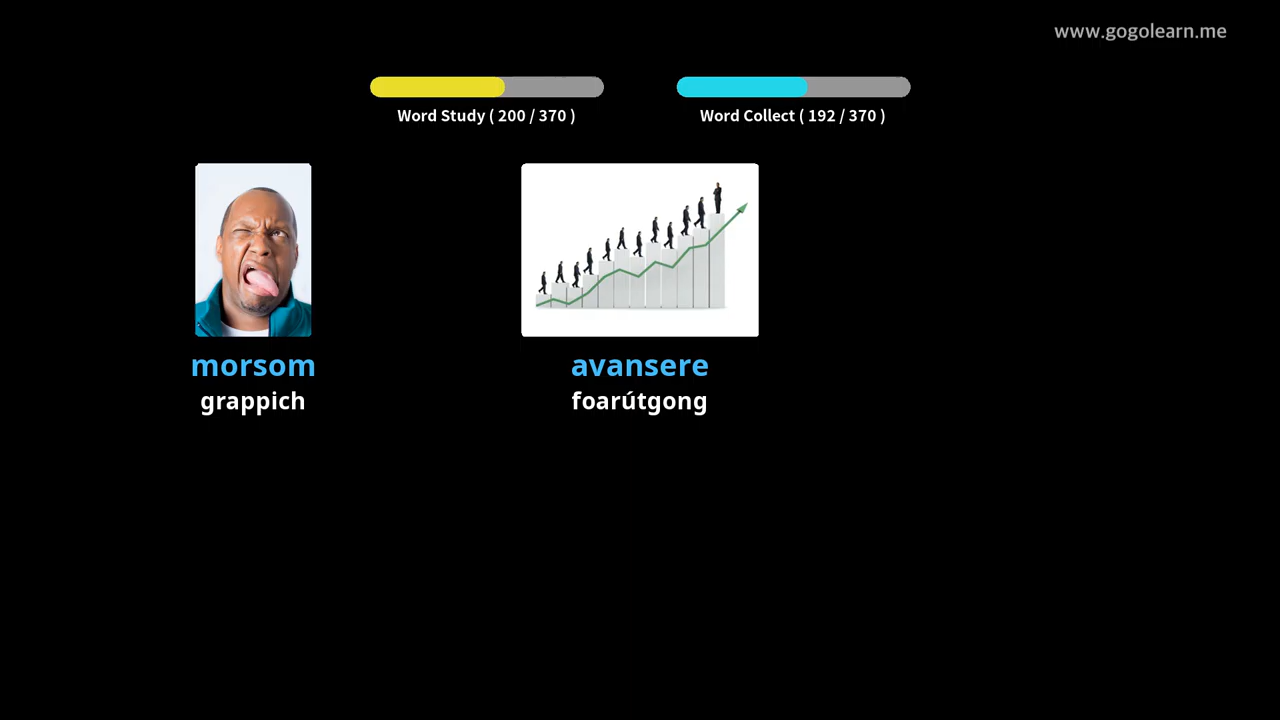 www.gogolearn.me
Word Study ( 200 / 370 )
Word Collect ( 192 / 370 )
morsom
grappich
avansere
foarútgong